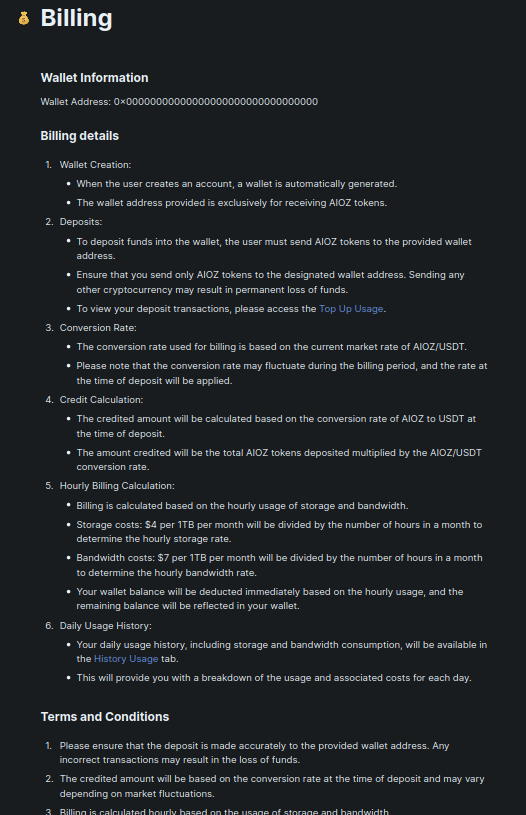 Billing
Wallet Information
Wallet Address: 0x00000000000000000000000000000000
Billing details
1. Wallet Creation:
• When the user creates an account, a wallet is automatically generated.
• The wallet address provided is exclusively for receiving AIOZ tokens.
2. Deposits:
• To deposit funds into the wallet, the user must send AIOZ tokens to the provided wallet
address.
• Ensure that you send only AIOZ tokens to the designated wallet address. Sending any
other cryptocurrency may result in permanent loss of funds.
• To view your deposit transactions, please access the Top Up Usage.
3. Conversion Rate:
• The conversion rate used for billing is based on the current market rate of AIOZ/USDT.
• Please note that the conversion rate may fluctuate during the billing period, and the rate at
the time of deposit will be applied.
4. Credit Calculation:
• The credited amount will be calculated based on the conversion rate of AIOZ to USDT at
the time of deposit.
• The amount credited will be the total AIOZ tokens deposited multiplied by the AIOZ/USDT
conversion rate.
5. Hourly Billing Calculation:
• Billing is calculated based on the hourly usage of storage and bandwidth.
• Storage costs: $4 per 1TB per month will be divided by the number of hours in a month to
determine the hourly storage rate.
• Bandwidth costs: $7 per 1TB per month will be divided by the number of hours in a month
to determine the hourly bandwidth rate.
• Your wallet balance will be deducted immediately based on the hourly usage, and the
remaining balance will be reflected in your wallet.
6. Daily Usage History:
• Your daily usage history, including storage and bandwidth consumption, will be available in
the History Usage tab.
• This will provide you with a breakdown of the usage and associated costs for each day.
Terms and Conditions
1. Please ensure that the deposit is made accurately to the provided wallet address. Any
incorrect transactions may result in the loss of funds.
2. The credited amount will be based on the conversion rate at the time of deposit and may vary
depending on market fluctuations.
3. Billing is calculated hourly based on the usage of storage and bandwidth.